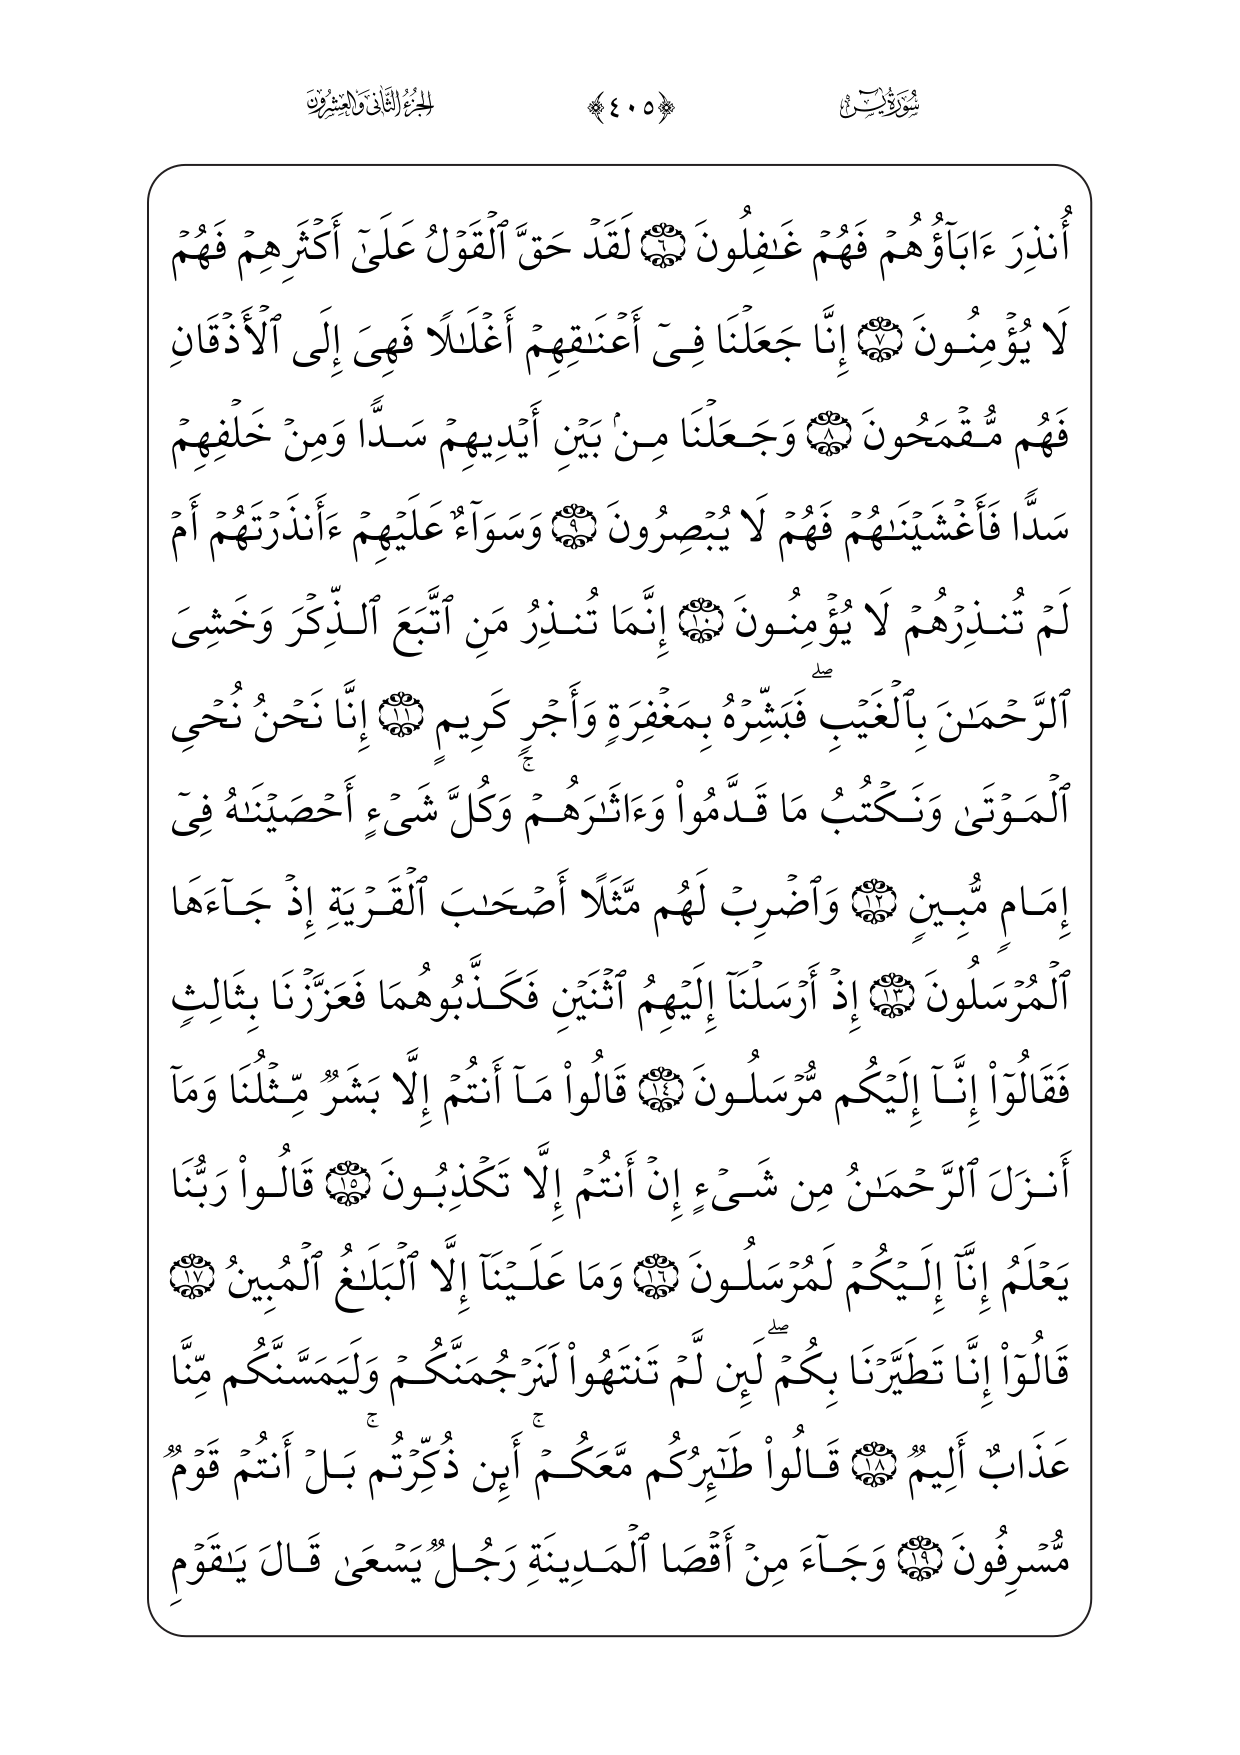 سُورَةُ يسٓ ﴿٤٠٥﴾ الجُزْءُ الثَّانِي وَالعِشْرُونَ
أُنذِرَ ءَابَآؤُهُمۡ فَهُمۡ غَٰفِلُونَ ٦ لَقَدۡ حَقَّ ٱلۡقَوۡلُ عَلَىٰٓ أَكۡثَرِهِمۡ فَهُمۡ
لَا يُؤۡمِنُونَ ٧ إِنَّا جَعَلۡنَا فِيٓ أَعۡنَٰقِهِمۡ أَغۡلَٰلٗا فَهِيَ إِلَى ٱلۡأَذۡقَانِ
فَهُم مُّقۡمَحُونَ ٨ وَجَعَلۡنَا مِنۢ بَيۡنِ أَيۡدِيهِمۡ سَدّٗا وَمِنۡ خَلۡفِهِمۡ
سَدّٗا فَأَغۡشَيۡنَٰهُمۡ فَهُمۡ لَا يُبۡصِرُونَ ٩ وَسَوَآءٌ عَلَيۡهِمۡ ءَأَنذَرۡتَهُمۡ أَمۡ
لَمۡ تُنذِرۡهُمۡ لَا يُؤۡمِنُونَ ١٠ إِنَّمَا تُنذِرُ مَنِ ٱتَّبَعَ ٱلذِّكۡرَ وَخَشِيَ
ٱلرَّحۡمَٰنَ بِٱلۡغَيۡبِۖ فَبَشِّرۡهُ بِمَغۡفِرَةٖ وَأَجۡرٖ كَرِيمٍ ١١ إِنَّا نَحۡنُ نُحۡيِ
ٱلۡمَوۡتَىٰ وَنَكۡتُبُ مَا قَدَّمُواْ وَءَاثَٰرَهُمۡۚ وَكُلَّ شَيۡءٍ أَحۡصَيۡنَٰهُ فِيٓ
إِمَامٖ مُّبِينٖ ١٢ وَٱضۡرِبۡ لَهُم مَّثَلًا أَصۡحَٰبَ ٱلۡقَرۡيَةِ إِذۡ جَآءَهَا
ٱلۡمُرۡسَلُونَ ١٣ إِذۡ أَرۡسَلۡنَآ إِلَيۡهِمُ ٱثۡنَيۡنِ فَكَذَّبُوهُمَا فَعَزَّزۡنَا بِثَالِثٖ
فَقَالُوٓاْ إِنَّآ إِلَيۡكُم مُّرۡسَلُونَ ١٤ قَالُواْ مَآ أَنتُمۡ إِلَّا بَشَرٞ مِّثۡلُنَا وَمَآ
أَنزَلَ ٱلرَّحۡمَٰنُ مِن شَيۡءٍ إِنۡ أَنتُمۡ إِلَّا تَكۡذِبُونَ ١٥ قَالُواْ رَبُّنَا
يَعۡلَمُ إِنَّآ إِلَيۡكُمۡ لَمُرۡسَلُونَ ١٦ وَمَا عَلَيۡنَآ إِلَّا ٱلۡبَلَٰغُ ٱلۡمُبِينُ ١٧
قَالُوٓاْ إِنَّا تَطَيَّرۡنَا بِكُمۡۖ لَئِن لَّمۡ تَنتَهُواْ لَنَرۡجُمَنَّكُمۡ وَلَيَمَسَّنَّكُم مِّنَّا
عَذَابٌ أَلِيمٞ ١٨ قَالُواْ طَٰٓئِرُكُم مَّعَكُمۡۚ أَئِن ذُكِّرۡتُمۚ بَلۡ أَنتُمۡ قَوۡمٞ
مُّسۡرِفُونَ ١٩ وَجَآءَ مِنۡ أَقۡصَا ٱلۡمَدِينَةِ رَجُلٞ يَسۡعَىٰ قَالَ يَٰقَوۡمِ